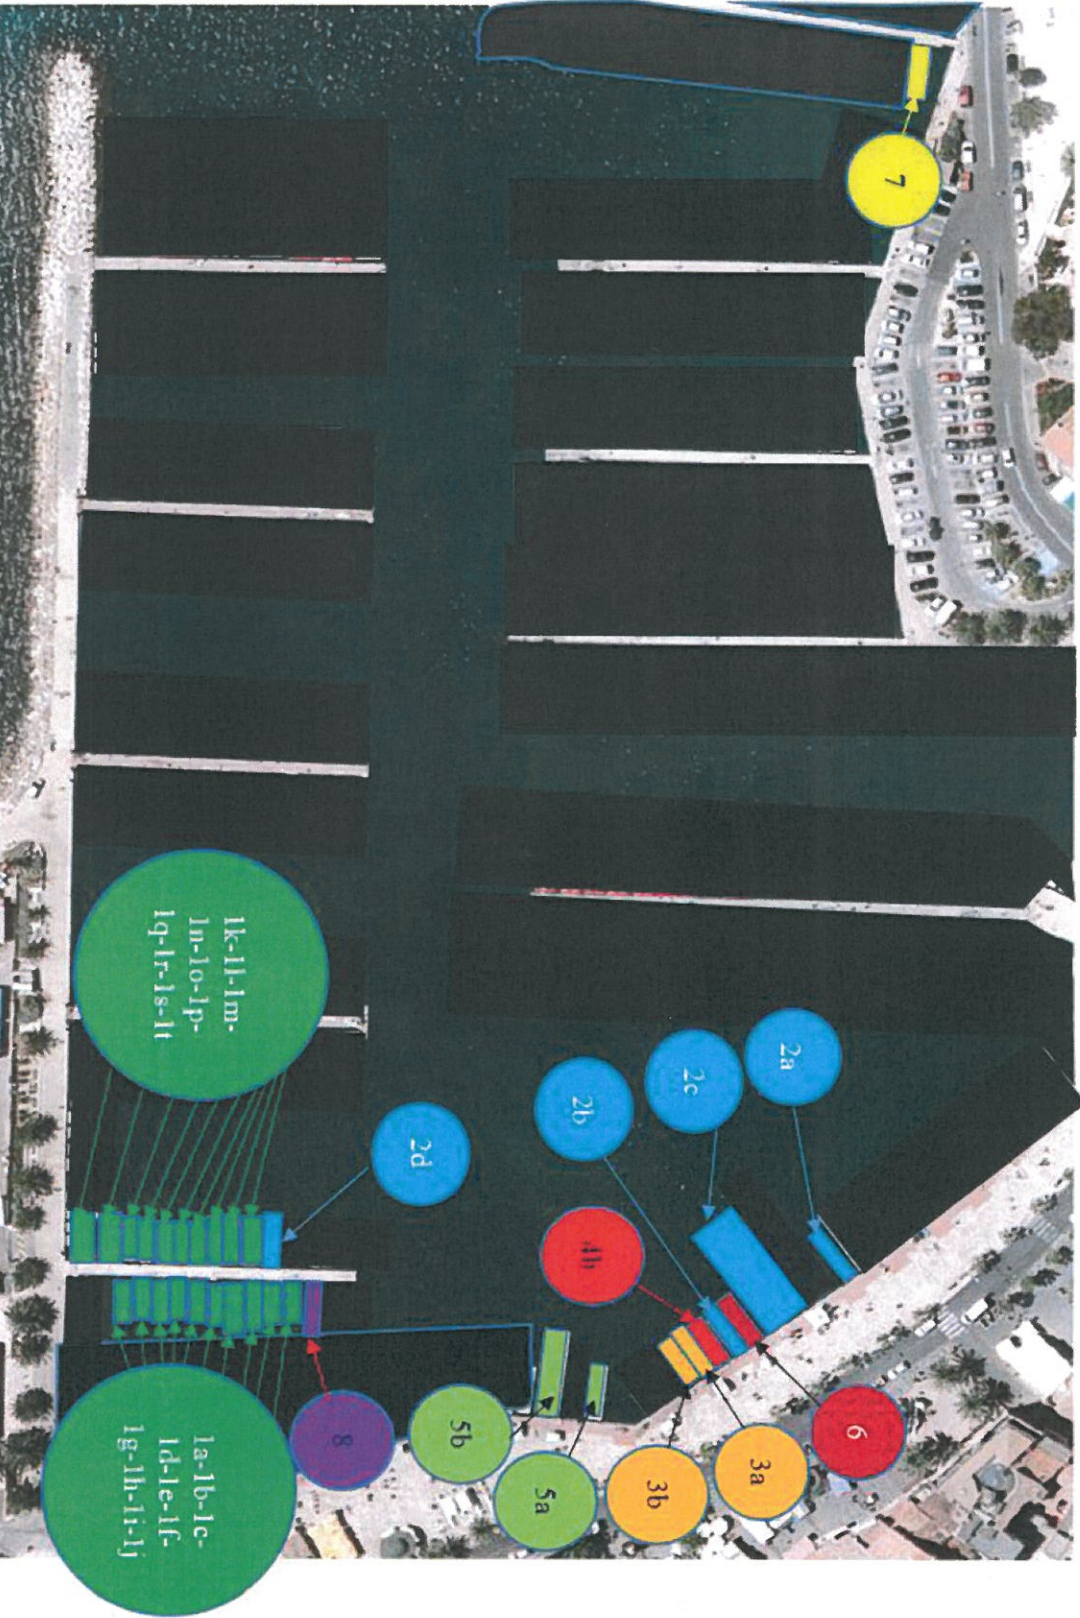 7
1k-1l-1m-
1n-1o-1p-
1q-1r-1s-1t
2a
2c
2b
2d
4b
6
3a
3b
5a
5b
8
1a-1b-1c-
1d-1e-1f-
1g-1h-1i-1j